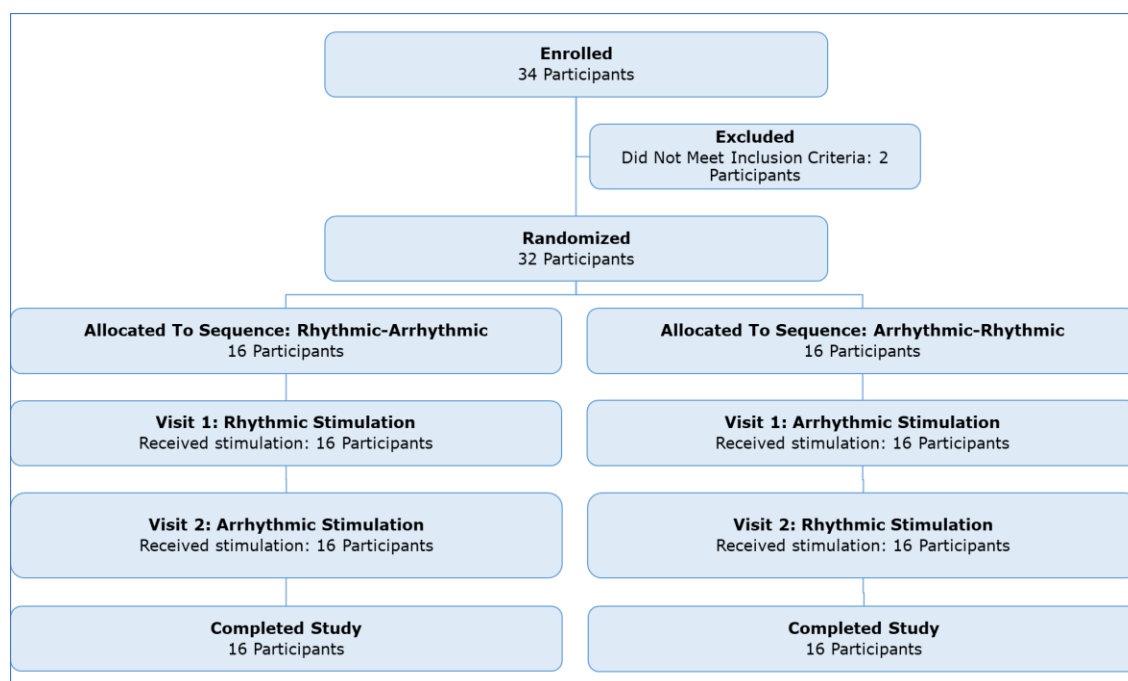 Enrolled
34 Participants
Excluded
Did Not Meet Inclusion Criteria: 2
Participants
Randomized
32 Participants
Allocated To Sequence: Rhythmic-Arrhythmic
16 Participants
Allocated To Sequence: Arrhythmic-Rhythmic
16 Participants
Visit 1: Rhythmic Stimulation
Received stimulation: 16 Participants
Visit 1: Arrhythmic Stimulation
Received stimulation: 16 Participants
Visit 2: Arrhythmic Stimulation
Received stimulation: 16 Participants
Visit 2: Rhythmic Stimulation
Received stimulation: 16 Participants
Completed Study
16 Participants
Completed Study
16 Participants